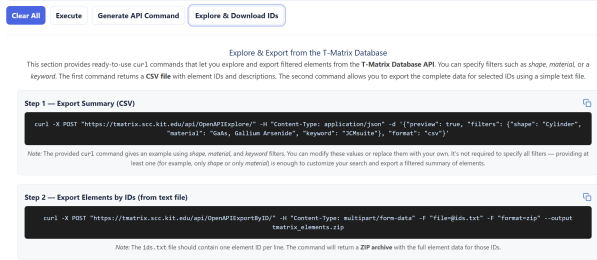 Clear All
Execute
Generate API Command
Explore & Download IDs
Explore & Export from the T-Matrix Database
This section provides ready-to-use curl commands that let you explore and export filtered elements from the T-Matrix Database API. You can specify filters such as shape, material, or a
keyword. The first command returns a CSV file with element IDs and descriptions. The second command allows you to export the complete data for selected IDs using a simple text file.
Step 1 — Export Summary (CSV)
curl -X POST "https://tmatrix.scc.kit.edu/api/OpenAPIExplore/" -H "Content-Type: application/json" -d '{"preview": true, "filters": {"shape": "Cylinder",
"material": "GaAs, Gallium Arsenide", "keyword": "JCMsuite"}, "format": "csv"}'
Note: The provided curl command gives an example using shape, material, and keyword filters. You can modify these values or replace them with your own. It's not required to specify all filters — providing at
least one (for example, only shape or only material) is enough to customize your search and export a filtered summary of elements.
Step 2 — Export Elements by IDs (from text file)
curl -X POST "https://tmatrix.scc.kit.edu/api/OpenAPIExportByID/" -H "Content-Type: multipart/form-data" -F "file=@ids.txt" -F "format=zip" --output
tmatrix_elements.zip
Note: The ids.txt file should contain one element ID per line. The command will return a ZIP archive with the full element data for those IDs.